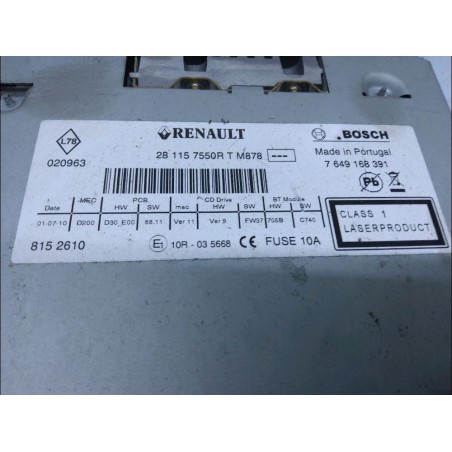 L78
020963
RENAULT
28 115 7550R T M878 ---
BOSCH
Made in Portugal
7 649 168 391
Pb
Date MEC PCB CD Drive BT Module
HW SW mec HW SW HW SW
01-07-10 D200 D30_E00 88.11 Ver 11 Ver 9 EW37 705B C740
CLASS 1
LASERPRODUCT
815 2610
E1 10R - 03 5668 CE FUSE 10A